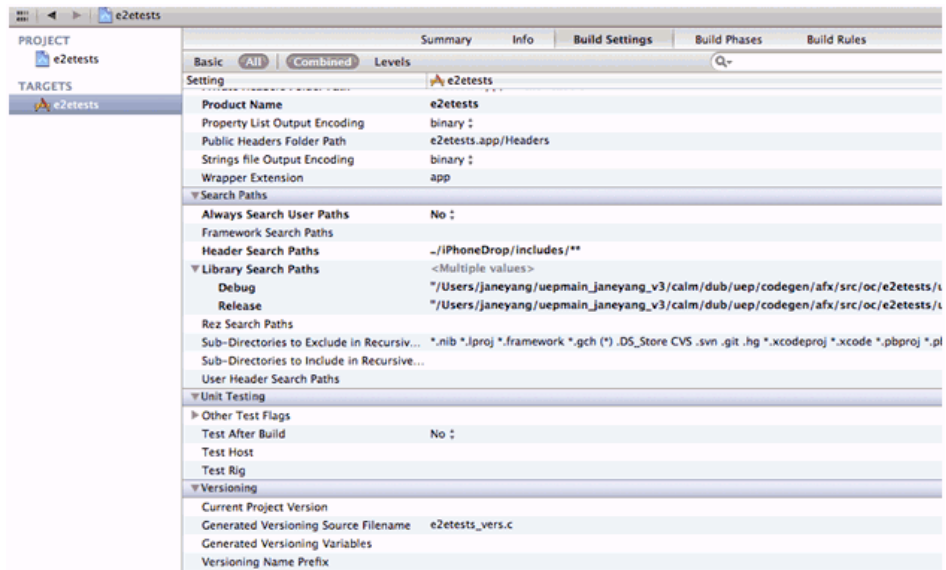 e2etests
PROJECT
e2etests
TARGETS
e2etests
Summary Info Build Settings Build Phases Build Rules
Basic All Combined Levels
Setting e2etests
Product Name e2etests
Property List Output Encoding binary
Public Headers Folder Path e2etests.app/Headers
Strings file Output Encoding binary
Wrapper Extension app
Search Paths
Always Search User Paths No
Framework Search Paths
Header Search Paths ../iPhoneDrop/includes/**
Library Search Paths <Multiple values>
Debug "/Users/janeyang/uepmain_janeyang_v3/calm/dub/uep/codegen/afx/src/oc/e2etests/
Release "/Users/janeyang/uepmain_janeyang_v3/calm/dub/uep/codegen/afx/src/oc/e2etests/
Rez Search Paths
Sub-Directories to Exclude in Recursiv... *.nib *.lproj *.framework *.gch (*) .DS_Store CVS .svn .git .hg *.xcodeproj *.xcode *.pbproj
Sub-Directories to Include in Recursive...
User Header Search Paths
Unit Testing
Other Test Flags
Test After Build No
Test Host
Test Rig
Versioning
Current Project Version
Generated Versioning Source Filename e2etests_vers.c
Generated Versioning Variables
Versioning Name Prefix